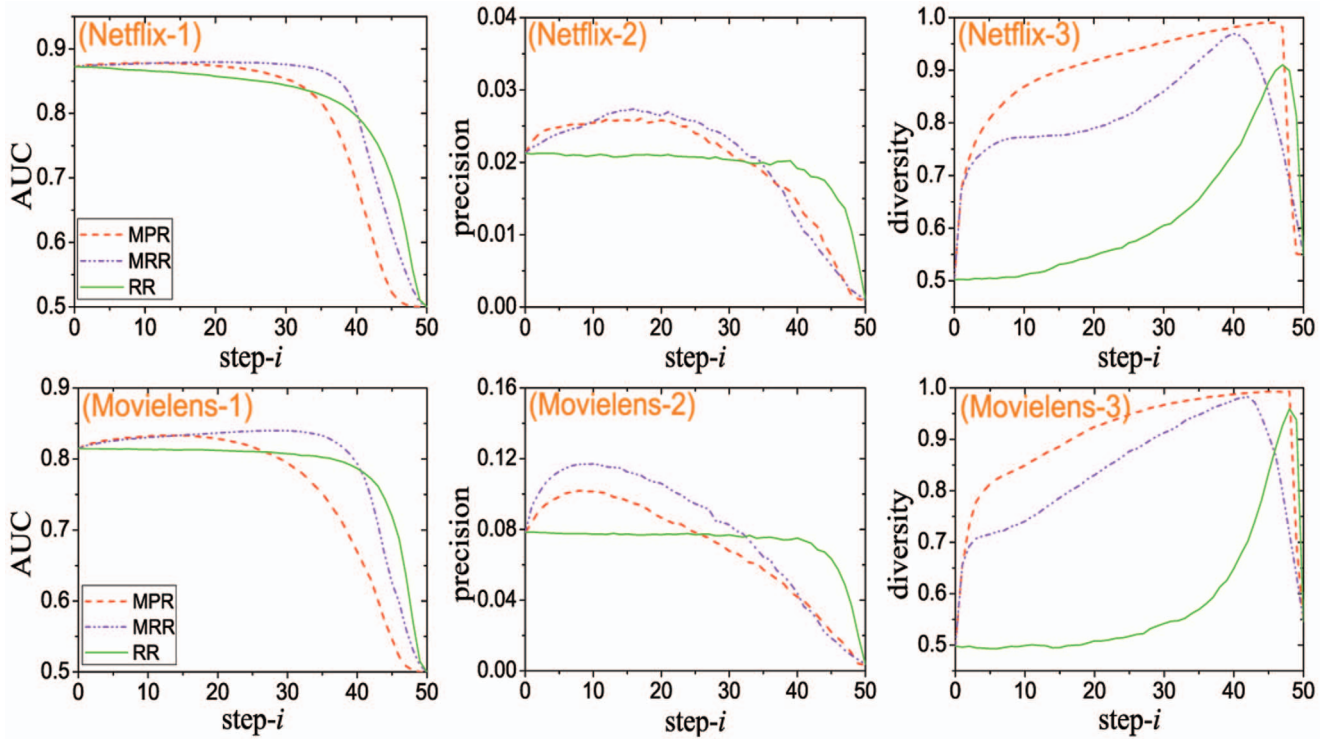 (Netflix-1)
AUC
0.9
0.8
0.7
0.6
0.5
MPR
MRR
RR
0 10 20 30 40 50
step-i
(Netflix-2)
precision
0.04
0.03
0.02
0.01
0.00
0 10 20 30 40 50
step-i
(Netflix-3)
diversity
1.0
0.9
0.8
0.7
0.6
0.5
0 10 20 30 40 50
step-i
(Movielens-1)
AUC
0.9
0.8
0.7
0.6
0.5
MPR
MRR
RR
0 10 20 30 40 50
step-i
(Movielens-2)
precision
0.16
0.12
0.08
0.04
0.00
0 10 20 30 40 50
step-i
(Movielens-3)
diversity
1.0
0.9
0.8
0.7
0.6
0.5
0 10 20 30 40 50
step-i